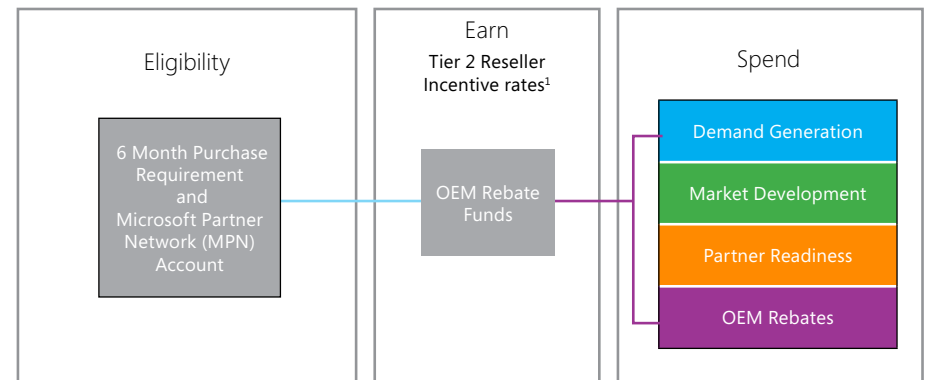 Eligibility
6 Month Purchase
Requirement
and
Microsoft Partner
Network (MPN)
Account
Earn
Tier 2 Reseller
Incentive rates¹
OEM Rebate
Funds
Spend
Demand Generation
Market Development
Partner Readiness
OEM Rebates